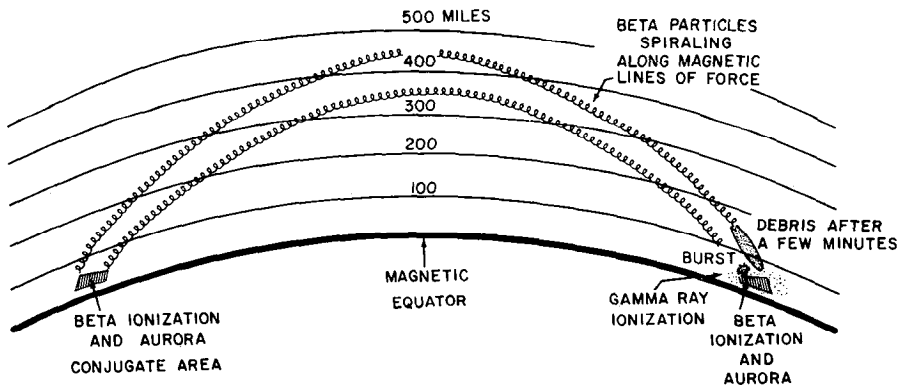 500 MILES
400
300
200
100
BETA PARTICLES
SPIRALING
ALONG MAGNETIC
LINES OF FORCE
DEBRIS AFTER
A FEW MINUTES
BURST
MAGNETIC
EQUATOR
GAMMA RAY
IONIZATION
BETA IONIZATION
AND AURORA
CONJUGATE AREA
BETA
IONIZATION
AND
AURORA